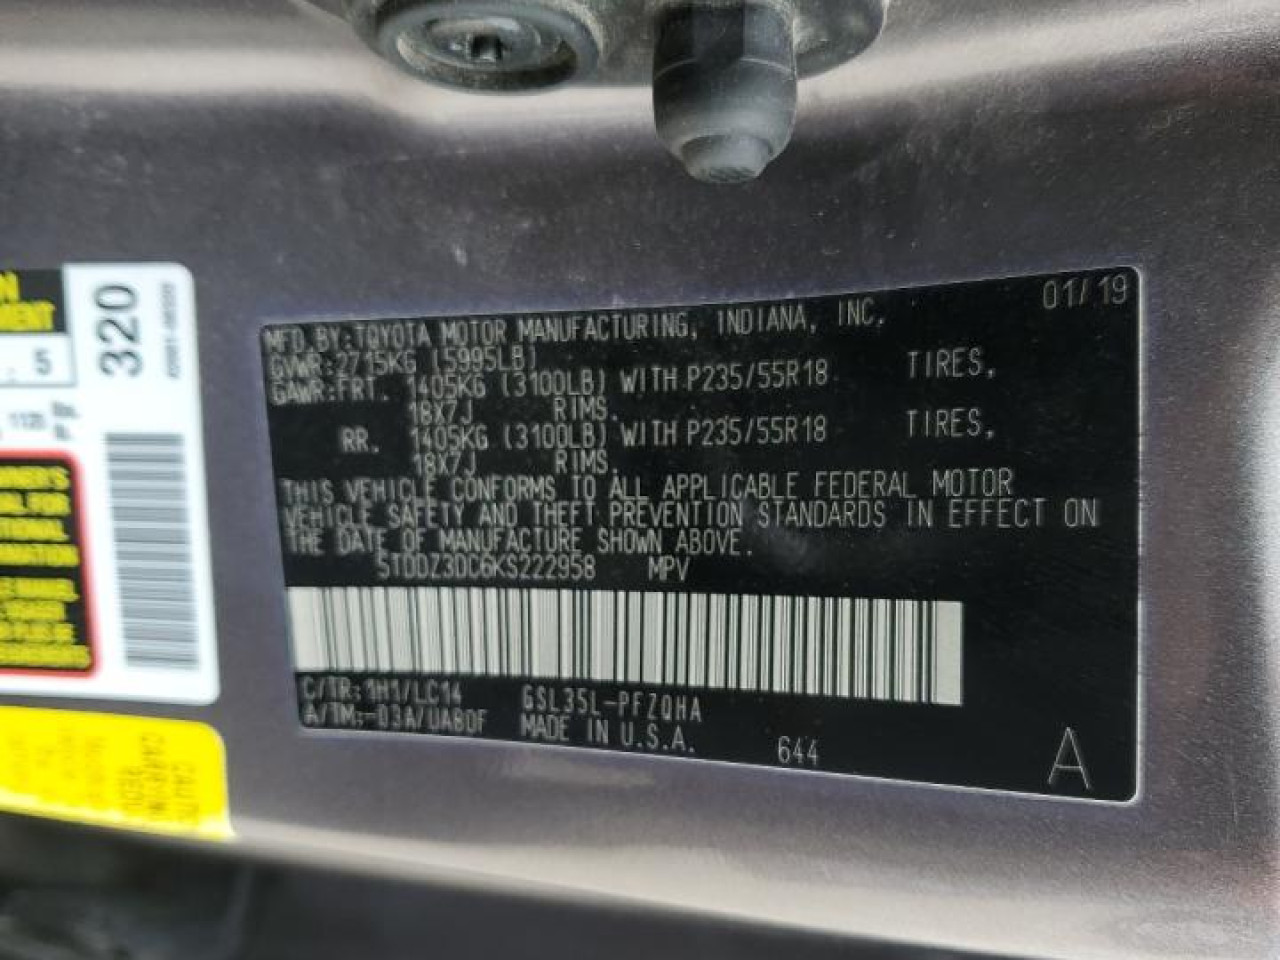 01/19
MFD.BY:TOYOTA MOTOR MANUFACTURING, INDIANA, INC.
GVWR:2715KG (5995LB)
GAWR:FRT. 1405KG (3100LB) WITH P235/55R18 TIRES,
18X7J RIMS.
RR. 1405KG (3100LB) WITH P235/55R18 TIRES,
18X7J RIMS.
THIS VEHICLE CONFORMS TO ALL APPLICABLE FEDERAL MOTOR
VEHICLE SAFETY AND THEFT PREVENTION STANDARDS IN EFFECT ON
THE DATE OF MANUFACTURE SHOWN ABOVE.
5TDDZ3DC6KS222958 MPV
C/TR:1H1/LC14 GSL35L-PFZQHA
A/TM:-03A/UA80F MADE IN U.S.A. 644
A
320
5